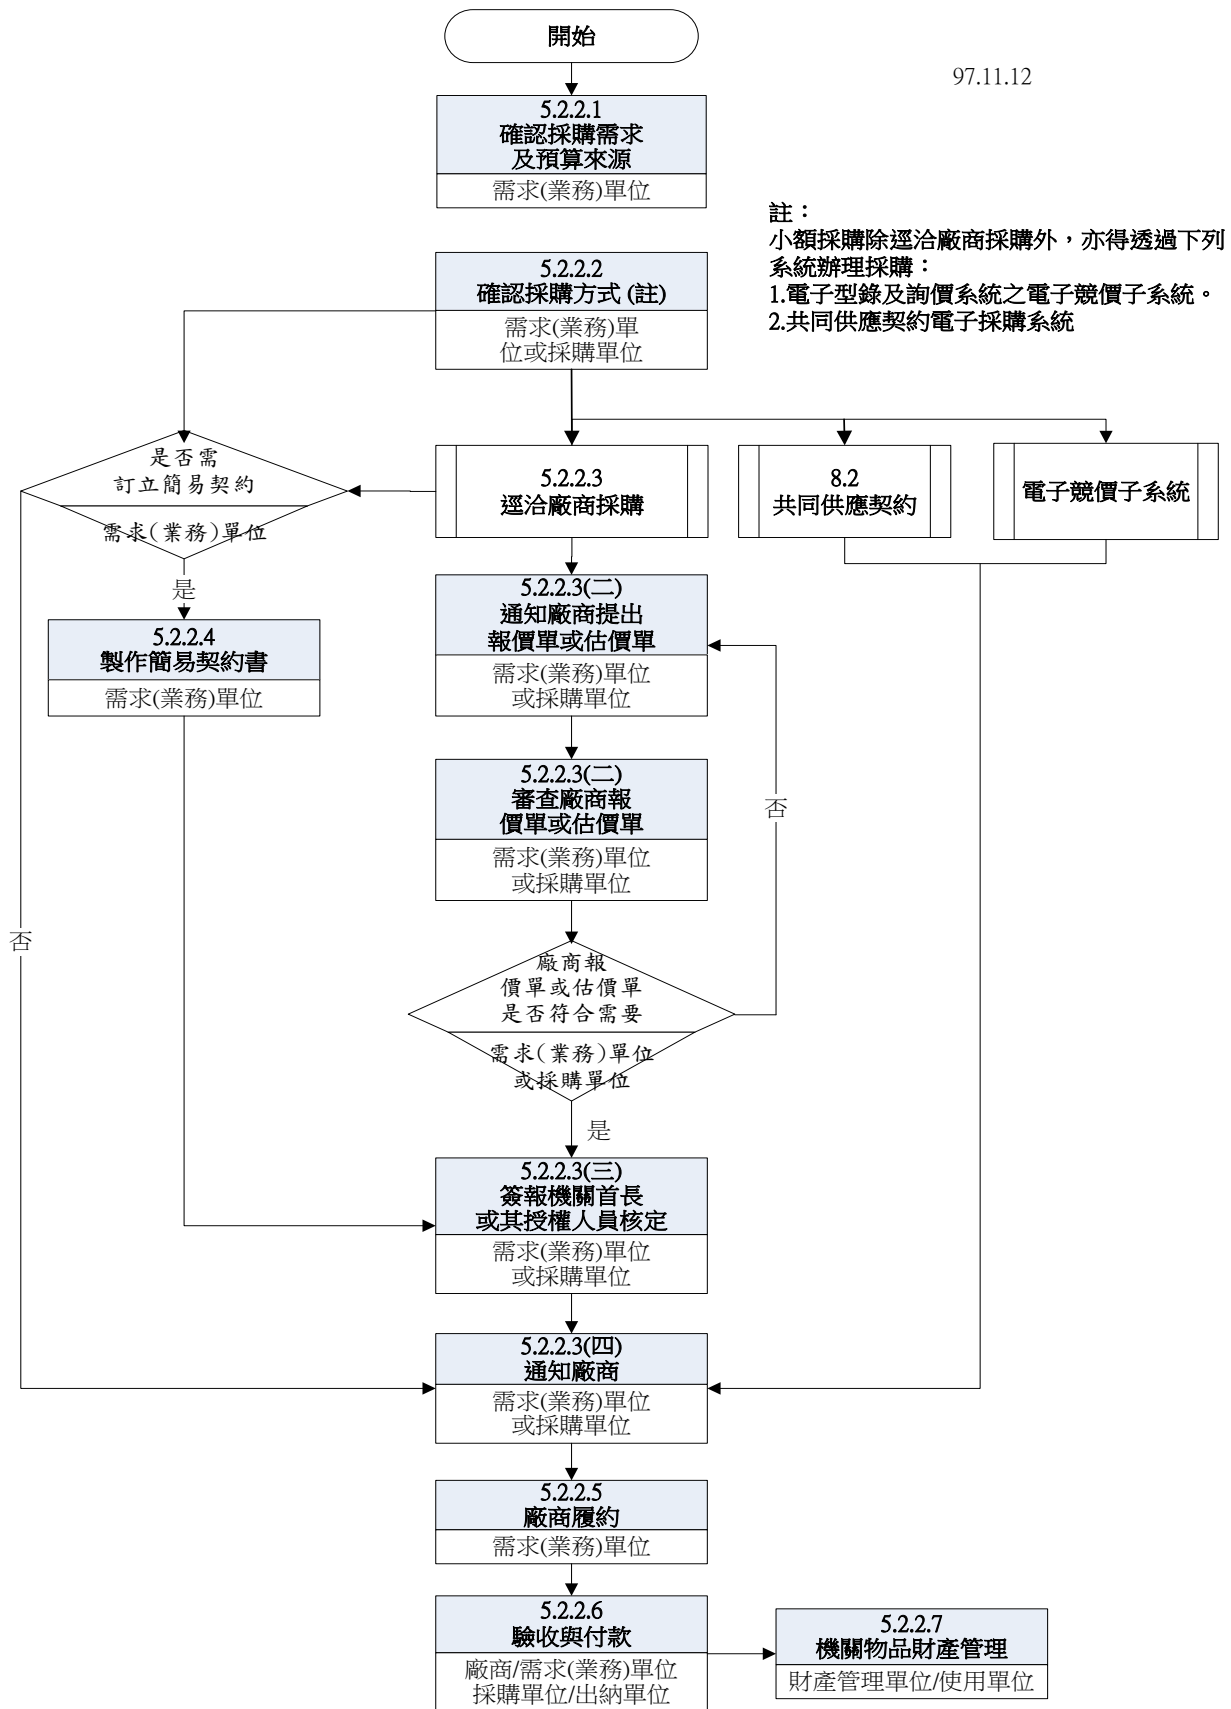 開始
97.11.12
5.2.2.1
確認採購需求
及預算來源
需求(業務)單位
註：
小額採購除逕洽廠商採購外，亦得透過下列
系統辦理採購：
1.電子型錄及詢價系統之電子競價子系統。
2.共同供應契約電子採購系統
5.2.2.2
確認採購方式 (註)
需求(業務)單
位或採購單位
是否需
訂立簡易契約
需求(業務)單位
5.2.2.3
逕洽廠商採購
8.2
共同供應契約
電子競價子系統
是
5.2.2.4
製作簡易契約書
需求(業務)單位
5.2.2.3(二)
通知廠商提出
報價單或估價單
需求(業務)單位
或採購單位
5.2.2.3(二)
審查廠商報
價單或估價單
需求(業務)單位
或採購單位
否
否
廠商報
價單或估價單
是否符合需要
需求(業務)單位
或採購單位
是
5.2.2.3(三)
簽報機關首長
或其授權人員核定
需求(業務)單位
或採購單位
5.2.2.3(四)
通知廠商
需求(業務)單位
或採購單位
5.2.2.5
廠商履約
需求(業務)單位
5.2.2.6
驗收與付款
廠商/需求(業務)單位
採購單位/出納單位
5.2.2.7
機關物品財產管理
財產管理單位/使用單位